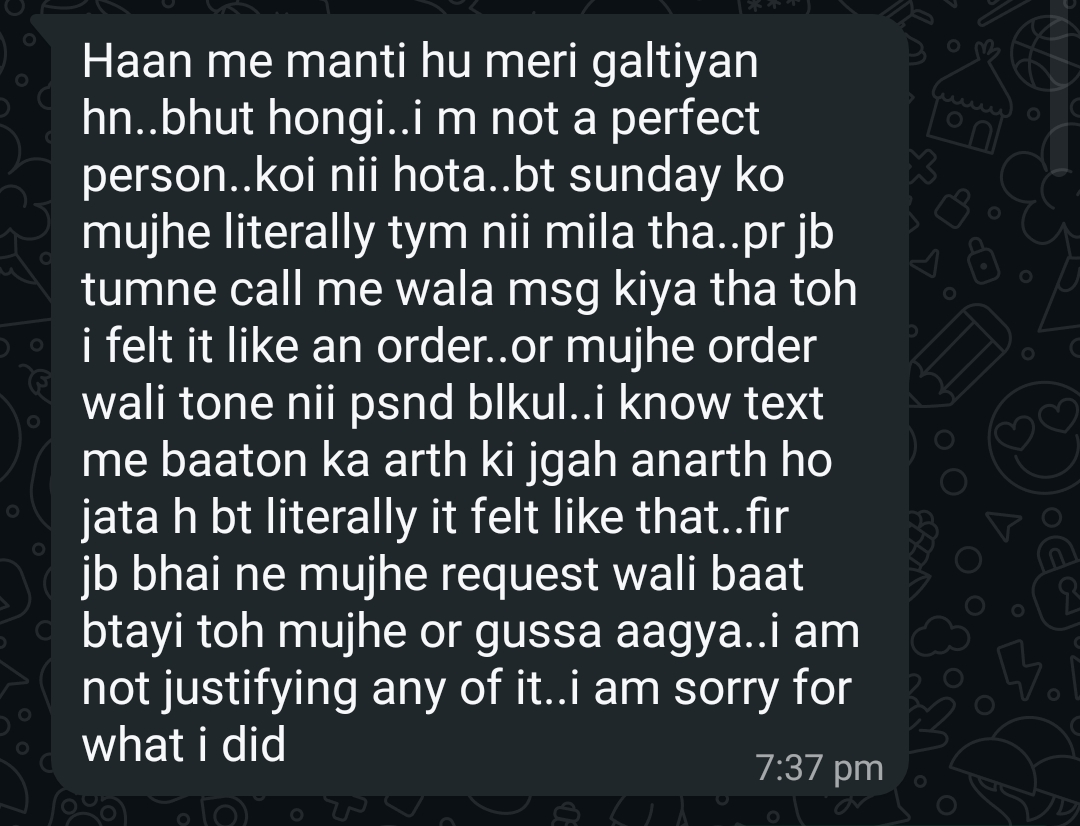 Haan me manti hu meri galtiyan
hn..bhut hongi..i m not a perfect
person..koi nii hota..bt sunday ko
mujhe literally tym nii mila tha..pr jb
tumne call me wala msg kiya tha toh
i felt it like an order..or mujhe order
wali tone nii psnd blkul..i know text
me baaton ka arth ki jgah anarth ho
jata h bt literally it felt like that..fir
jb bhai ne mujhe request wali baat
btayi toh mujhe or gussa aagya..i am
not justifying any of it..i am sorry for
what i did
7:37 pm